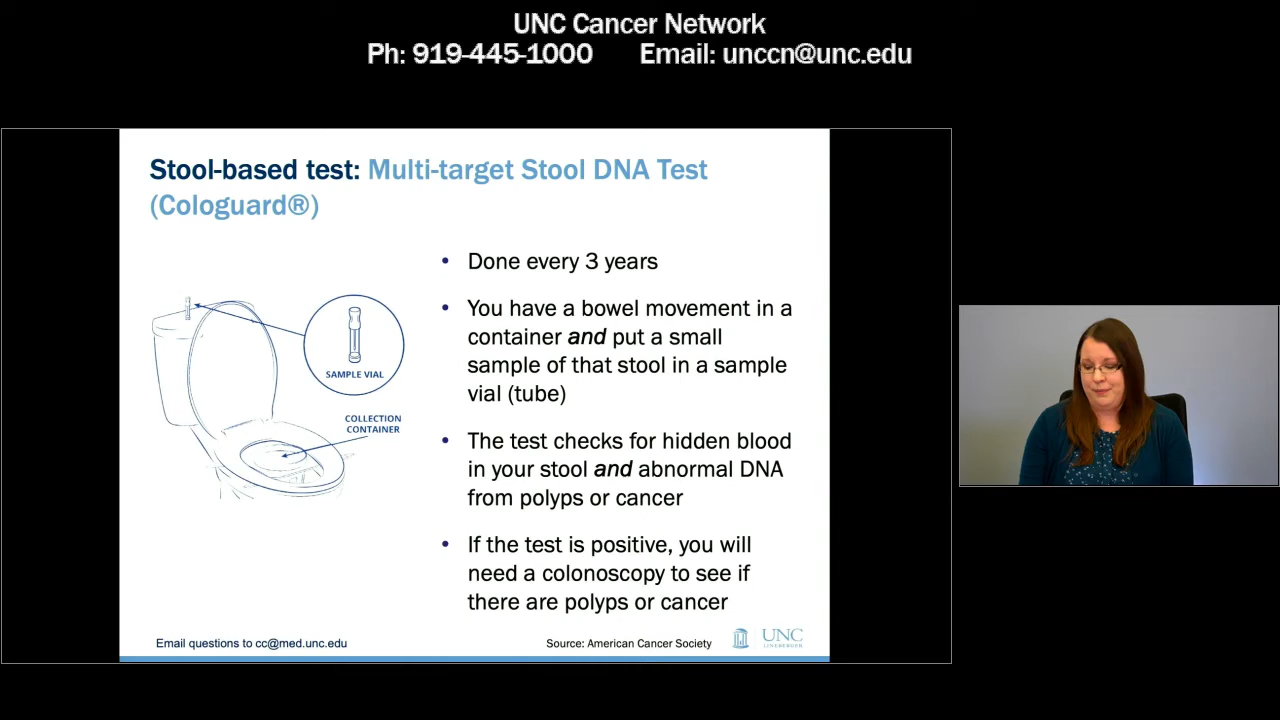 UNC Cancer Network
Ph: 919-445-1000 Email: unccn@unc.edu
Stool-based test: Multi-target Stool DNA Test
(Cologuard®)
• Done every 3 years
• You have a bowel movement in a
container and put a small
sample of that stool in a sample
vial (tube)
• The test checks for hidden blood
in your stool and abnormal DNA
from polyps or cancer
• If the test is positive, you will
need a colonoscopy to see if
there are polyps or cancer
SAMPLE VIAL
COLLECTION
CONTAINER
Email questions to cc@med.unc.edu
Source: American Cancer Society
UNC
LINEBERGER